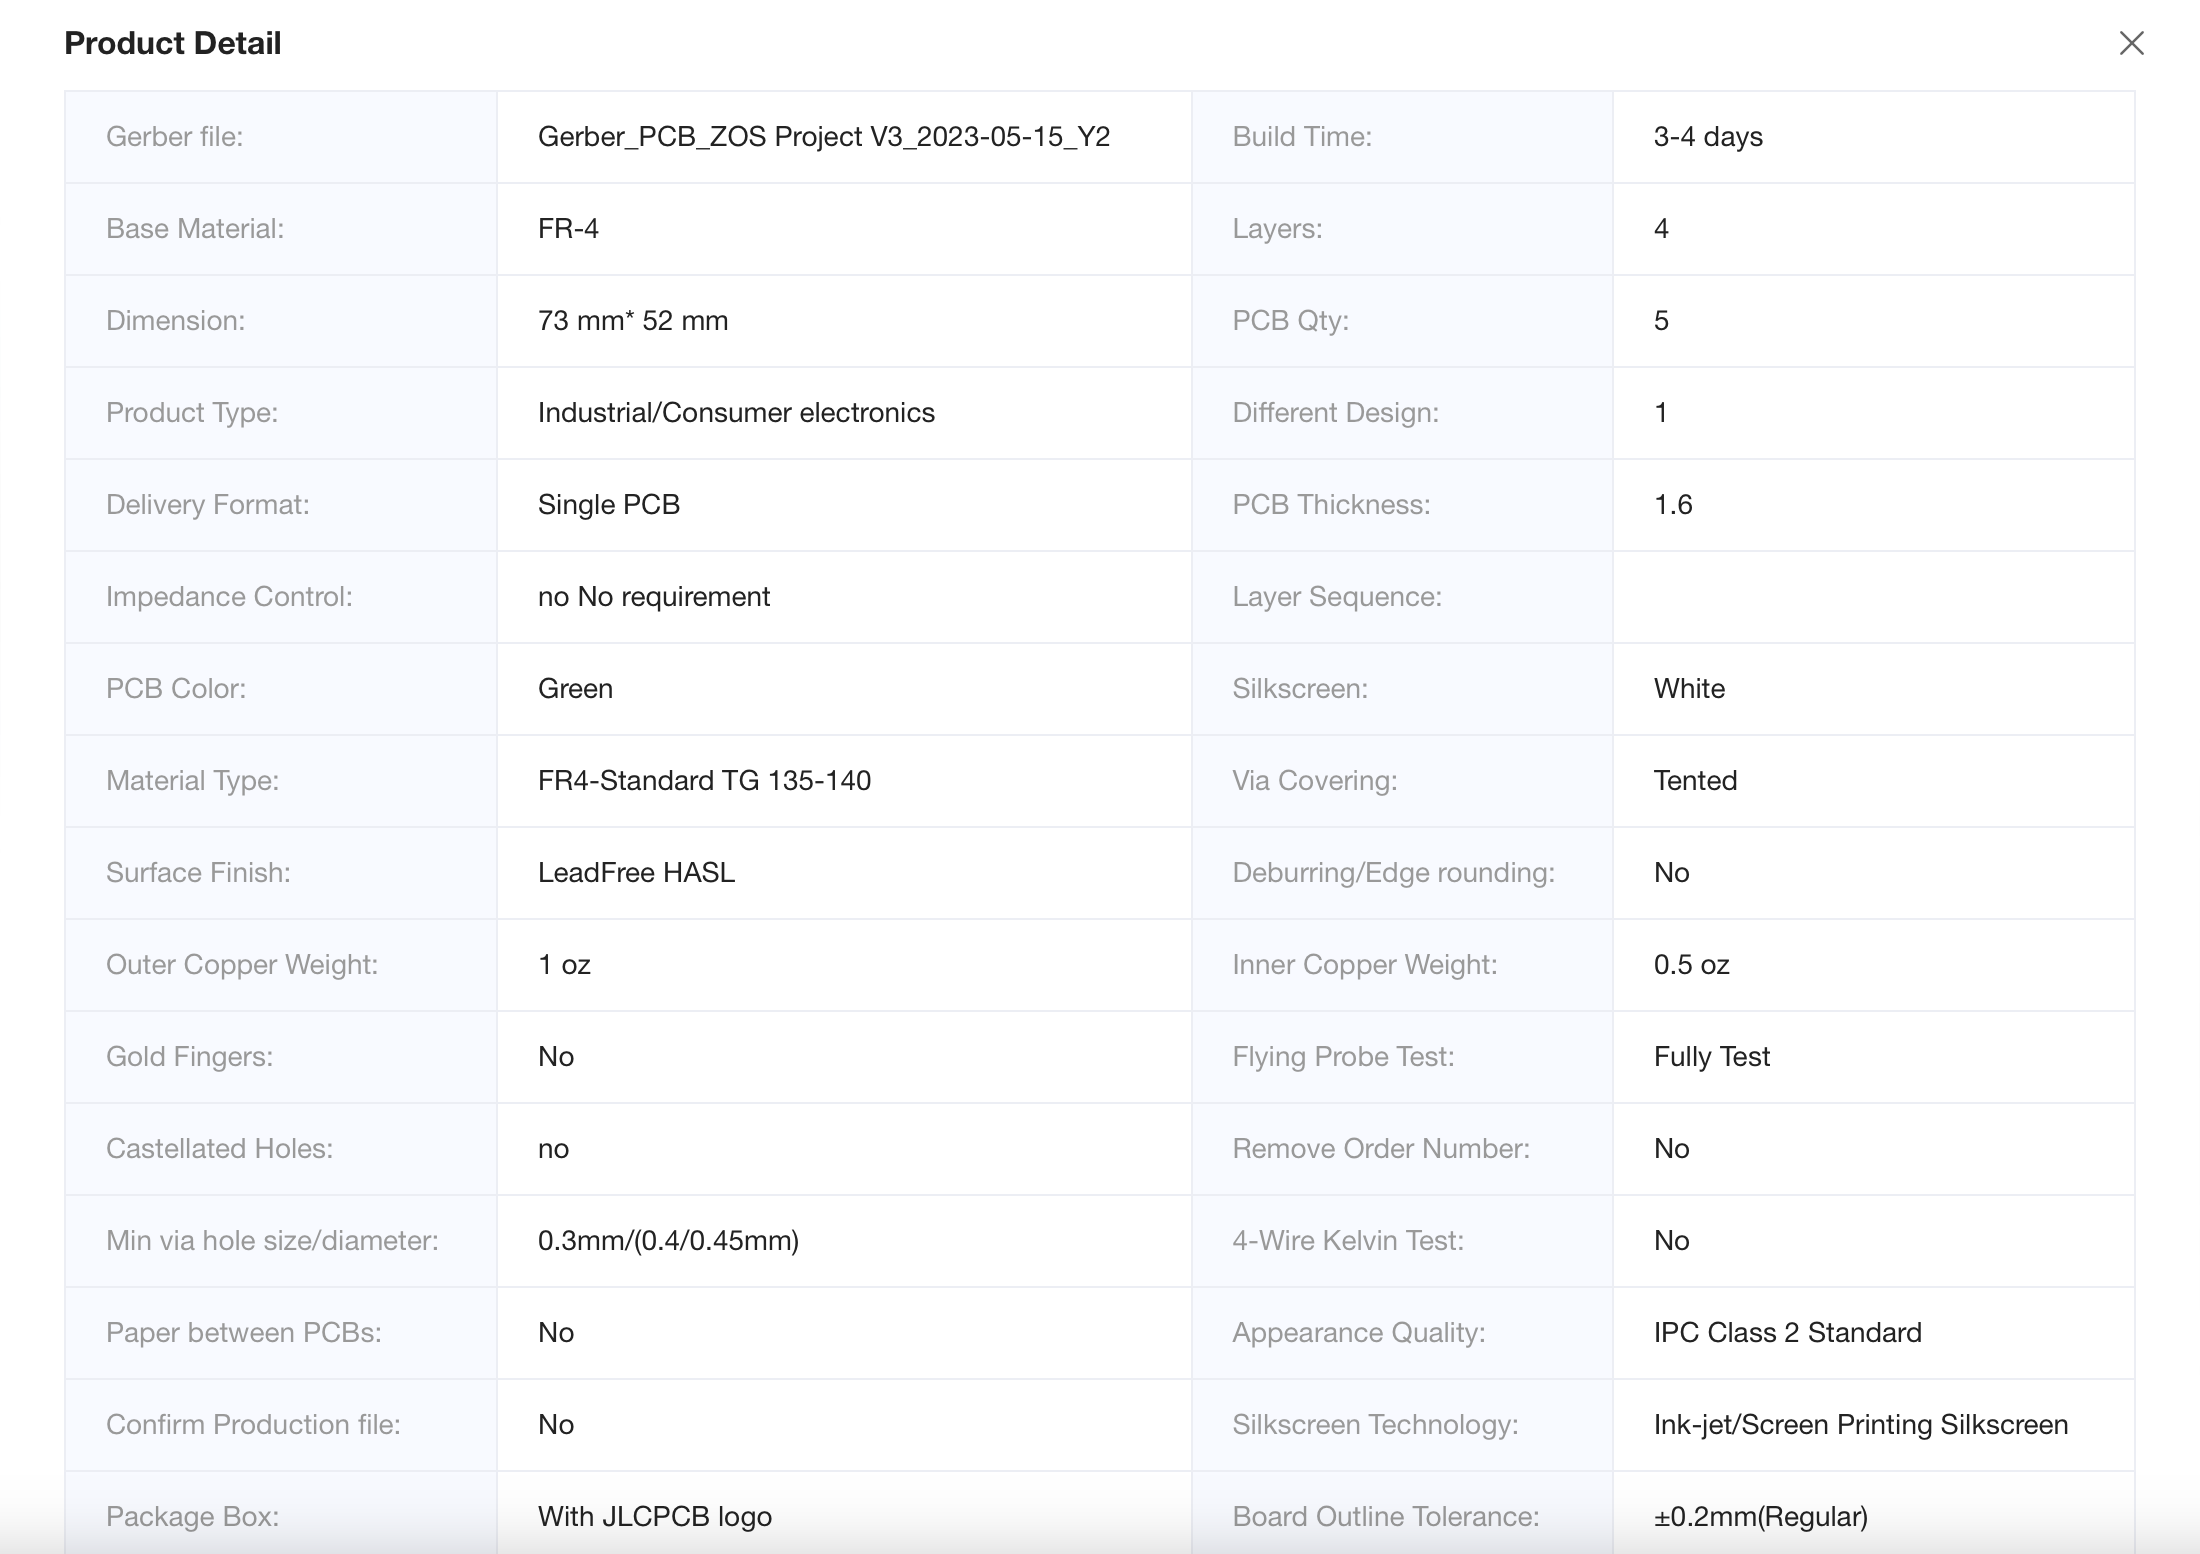 Product Detail
Gerber file: Gerber_PCB_ZOS Project V3_2023-05-15_Y2 Build Time: 3-4 days
Base Material: FR-4 Layers: 4
Dimension: 73 mm* 52 mm PCB Qty: 5
Product Type: Industrial/Consumer electronics Different Design: 1
Delivery Format: Single PCB PCB Thickness: 1.6
Impedance Control: no No requirement Layer Sequence:
PCB Color: Green Silkscreen: White
Material Type: FR4-Standard TG 135-140 Via Covering: Tented
Surface Finish: LeadFree HASL Deburring/Edge rounding: No
Outer Copper Weight: 1 oz Inner Copper Weight: 0.5 oz
Gold Fingers: No Flying Probe Test: Fully Test
Castellated Holes: no Remove Order Number: No
Min via hole size/diameter: 0.3mm/(0.4/0.45mm) 4-Wire Kelvin Test: No
Paper between PCBs: No Appearance Quality: IPC Class 2 Standard
Confirm Production file: No Silkscreen Technology: Ink-jet/Screen Printing Silkscreen
Package Box: With JLCPCB logo Board Outline Tolerance: ±0.2mm(Regular)